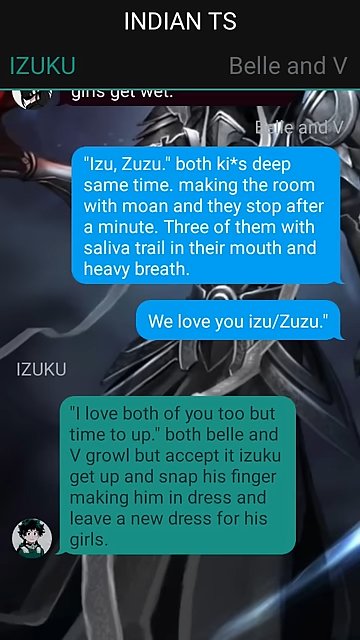 INDIAN TS
IZUKU Belle and V
girls get wet.
Belle and V
"Izu, Zuzu." both ki*s deep
same time. making the room
with moan and they stop after
a minute. Three of them with
saliva trail in their mouth and
heavy breath.
We love you izu/Zuzu."
IZUKU
"I love both of you too but
time to up." both belle and
V growl but accept it izuku
get up and snap his finger
making him in dress and
leave a new dress for his
girls.